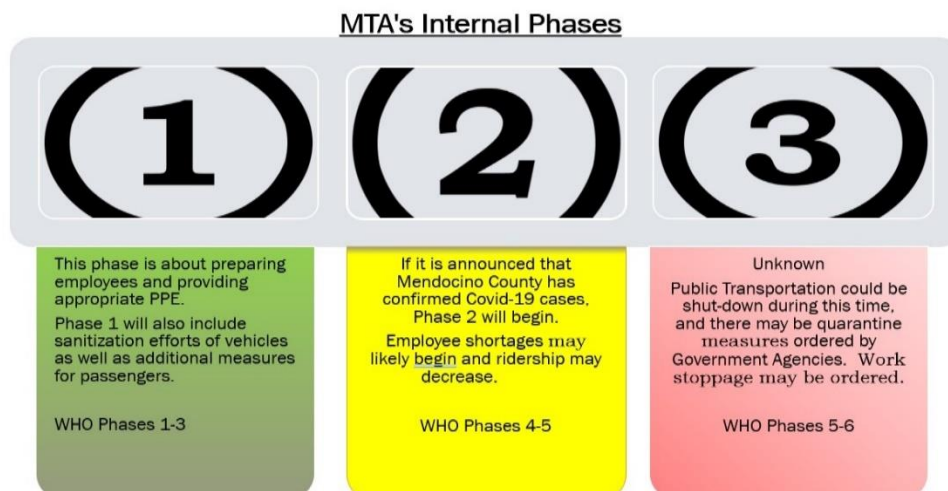 MTA's Internal Phases
1
2
3
This phase is about preparing
employees and providing
appropriate PPE.
Phase 1 will also include
sanitization efforts of vehicles
as well as additional measures
for passengers.
WHO Phases 1-3
If it is announced that
Mendocino County has
confirmed Covid-19 cases,
Phase 2 will begin.
Employee shortages may
likely begin and ridership may
decrease.
WHO Phases 4-5
Unknown
Public Transportation could be
shut-down during this time,
and there may be quarantine
measures ordered by
Government Agencies. Work
stoppage may be ordered.
WHO Phases 5-6